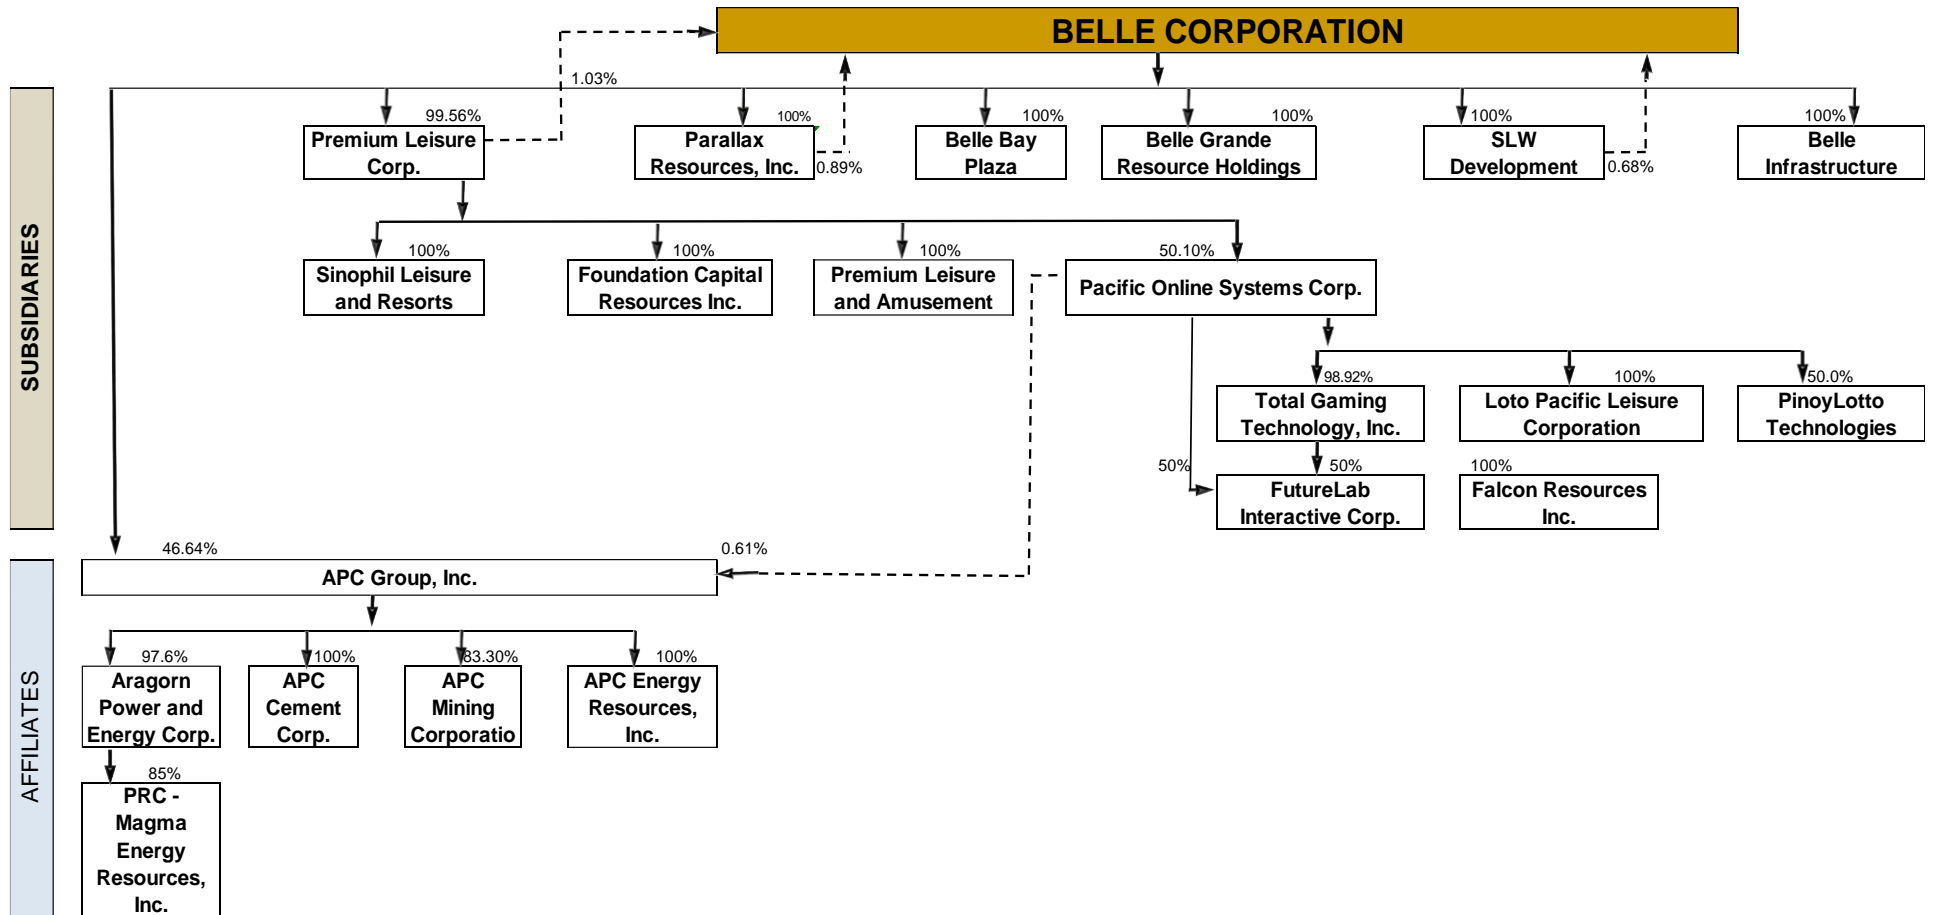 BELLE CORPORATION
1.03%
99.56%
100%
100%
100%
100%
100%
Premium Leisure
Corp.
Parallax
Resources, Inc.
0.89%
Belle Bay
Plaza
Belle Grande
Resource Holdings
SLW
Development
0.68%
Belle
Infrastructure
SUBSIDIARIES
100%
100%
100%
50.10%
Sinophil Leisure
and Resorts
Foundation Capital
Resources Inc.
Premium Leisure
and Amusement
Pacific Online Systems Corp.
98.92%
100%
50.0%
Total Gaming
Technology, Inc.
Loto Pacific Leisure
Corporation
PinoyLotto
Technologies
50%
50%
100%
FutureLab
Interactive Corp.
Falcon Resources
Inc.
46.64%
0.61%
APC Group, Inc.
AFFILIATES
97.6%
100%
83.30%
100%
Aragorn
Power and
Energy Corp.
APC
Cement
Corp.
APC
Mining
Corporatio
APC Energy
Resources,
Inc.
85%
PRC -
Magma
Energy
Resources,
Inc.